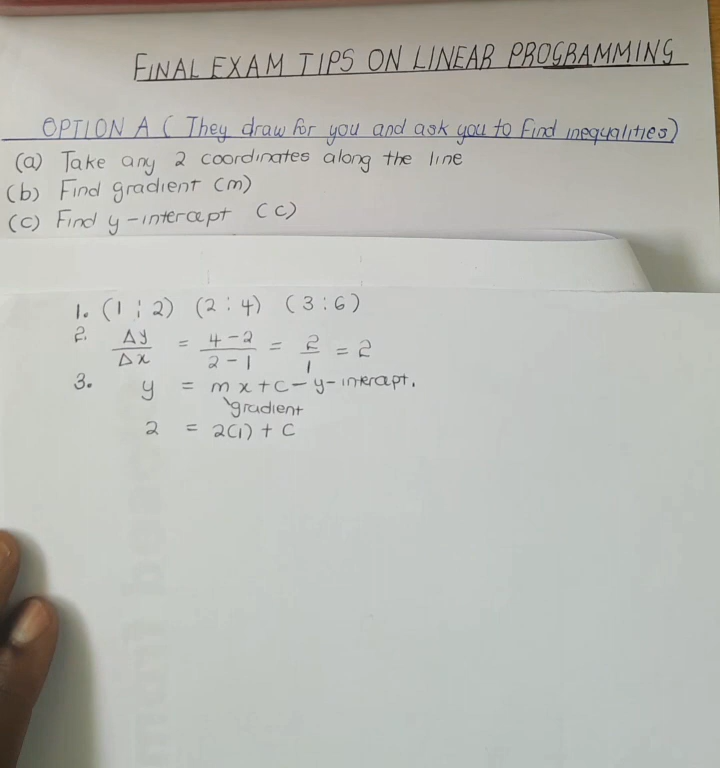 FINAL EXAM TIPS ON LINEAR PROGRAMMING
OPTION A ( They draw for you and ask you to find inequalities)
(a) Take any 2 coordinates along the line
(b) Find gradient (m)
(c) Find y-intercept (c)
1. (1 ; 2) (2 : 4) (3 : 6)
2. Δy/Δx = 4-2/2-1 = 2/1 = 2
3. y = mx+c - y-intercept.
gradient
2 = 2(1) + c